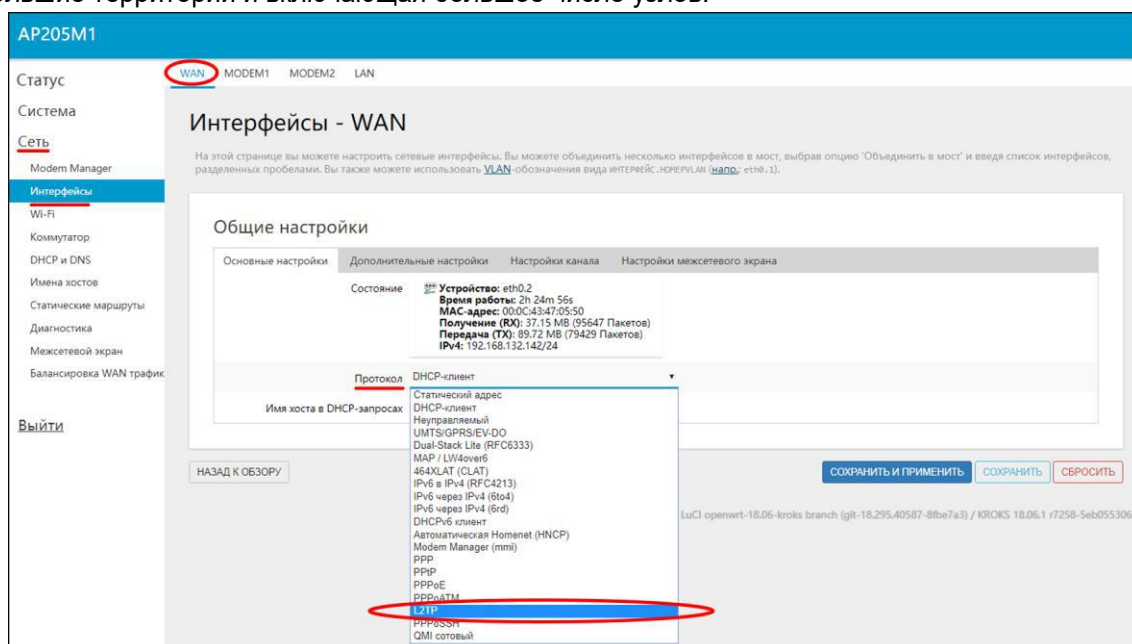 большие территории и включающая большое число узлов.
AP205M1
Статус
Система
Сеть
Modem Manager
Интерфейсы
Wi-Fi
Коммутатор
DHCP и DNS
Имена хостов
Статические маршруты
Диагностика
Межсетевой экран
Балансировка WAN трафик
Выйти
WAN MODEM1 MODEM2 LAN
Интерфейсы - WAN
На этой странице вы можете настроить сетевые интерфейсы. Вы можете объединить несколько интерфейсов в мост, выбрав опцию 'Объединить в мост' и введя список интерфейсов,
разделенных пробелами. Вы также можете использовать VLAN-обозначения вида ИНТЕРФЕЙС.НОМЕРVLAN (напр.: eth0.1).
Общие настройки
Основные настройки Дополнительные настройки Настройки канала Настройки межсетевого экрана
Состояние
Устройство: eth0.2
Время работы: 2h 24m 56s
MAC-адрес: 00:0C:43:47:05:50
Получение (RX): 37.15 MB (95647 Пакетов)
Передача (TX): 89.72 MB (79429 Пакетов)
IPv4: 192.168.132.142/24
Протокол DHCP-клиент
Имя хоста в DHCP-запросах
Статический адрес
DHCP-клиент
Неуправляемый
UMTS/GPRS/EV-DO
Dual-Stack Lite (RFC6333)
MAP / LW4over6
464XLAT (CLAT)
IPv6 в IPv4 (RFC4213)
IPv6 через IPv4 (6to4)
IPv6 через IPv4 (6rd)
DHCPv6 клиент
Автоматическая Homenet (HNCP)
Modem Manager (mmi)
PPP
PPtP
PPPoE
PPPoATM
L2TP
PPPoSSH
QMI сотовый
НАЗАД К ОБЗОРУ
СОХРАНИТЬ И ПРИМЕНИТЬ СОХРАНИТЬ СБРОСИТЬ
LuCI openwrt-18.06-kroks branch (git-18.295.40587-8fbe7a3) / KROKS 18.06.1 r7258-5eb055306